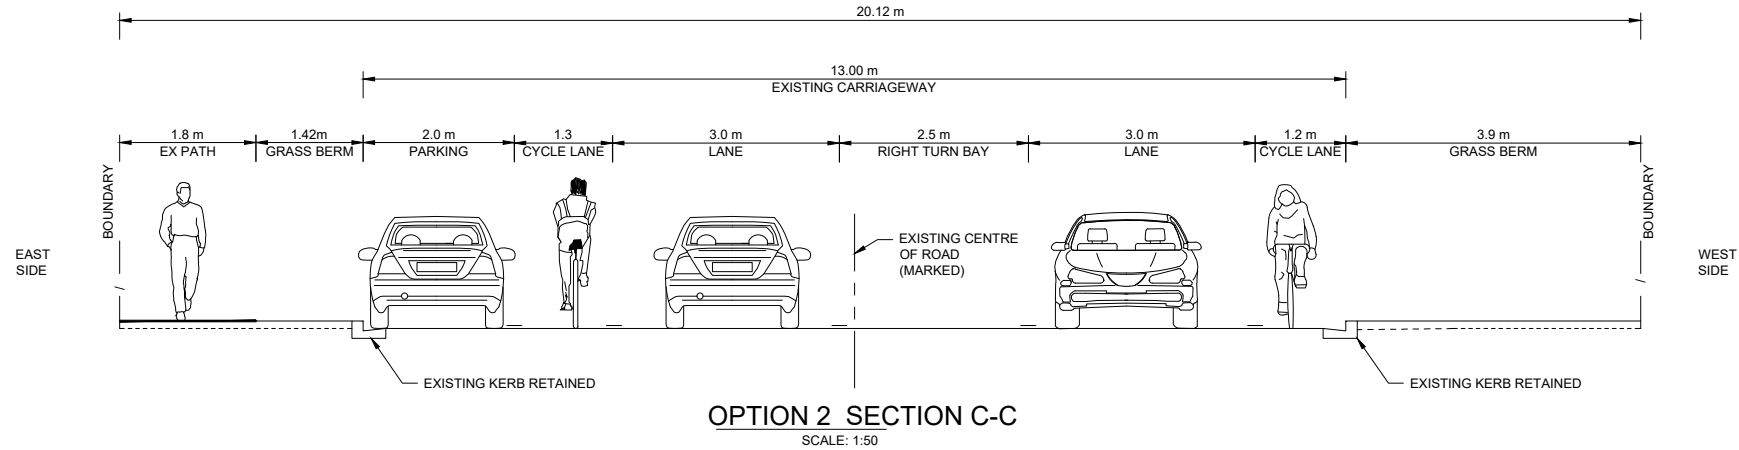 20.12 m
13.00 m
EXISTING CARRIAGEWAY
1.8 m
EX PATH
1.42m
GRASS BERM
2.0 m
PARKING
1.3
CYCLE LANE
3.0 m
LANE
2.5 m
RIGHT TURN BAY
3.0 m
LANE
1.2 m
CYCLE LANE
3.9 m
GRASS BERM
BOUNDARY
BOUNDARY
EAST
SIDE
EXISTING CENTRE
OF ROAD
(MARKED)
WEST
SIDE
EXISTING KERB RETAINED
EXISTING KERB RETAINED
OPTION 2 SECTION C-C
SCALE: 1:50